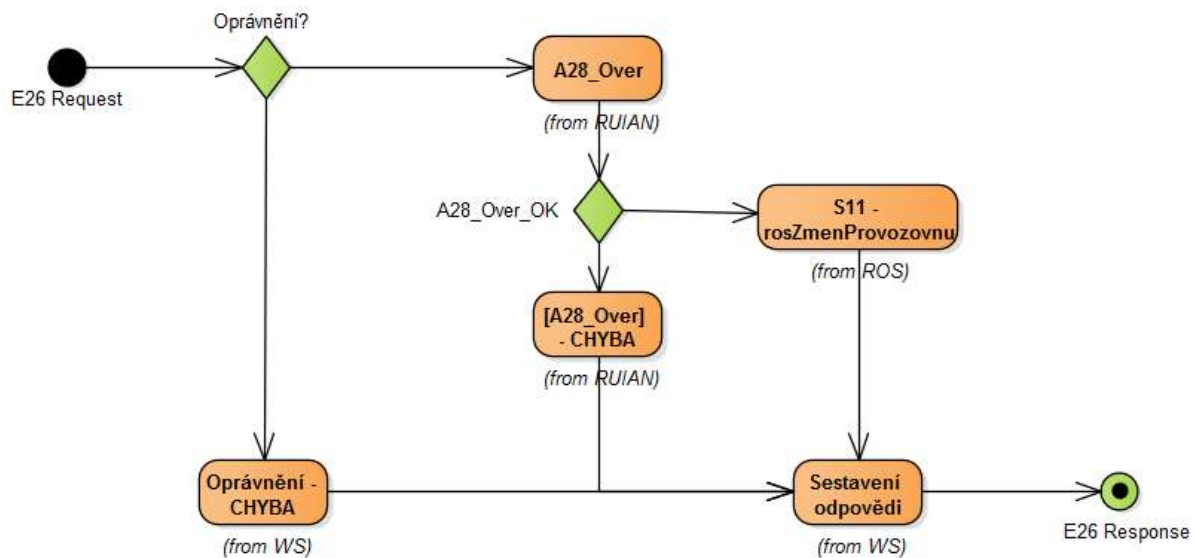 Oprávnění?
E26 Request
A28_Over
(from RUIAN)
A28_Over_OK
S11 -
rosZmenProvozovnu
(from ROS)
[A28_Over]
- CHYBA
(from RUIAN)
Oprávnění -
CHYBA
(from WS)
Sestavení
odpovědi
(from WS)
E26 Response